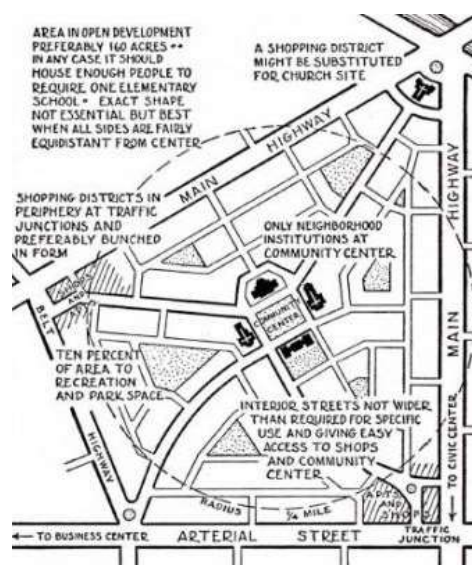 AREA IN OPEN DEVELOPMENT
PREFERABLY 160 ACRES **
IN ANY CASE IT SHOULD
HOUSE ENOUGH PEOPLE TO
REQUIRE ONE ELEMENTARY
SCHOOL * EXACT SHAPE
NOT ESSENTIAL BUT BEST
WHEN ALL SIDES ARE FAIRLY
EQUIDISTANT FROM CENTER
A SHOPPING DISTRICT
MIGHT BE SUBSTITUTED
FOR CHURCH SITE
MAIN HIGHWAY
SHOPPING DISTRICTS IN
PERIPHERY AT TRAFFIC
JUNCTIONS AND
PREFERABLY BUNCHED
IN FORM
ONLY NEIGHBORHOOD
INSTITUTIONS AT
COMMUNITY CENTER
MAIN HIGHWAY
SHOPS
AND
BELT HIGHWAY
COMMUNITY
CENTER
TEN PERCENT
OF AREA TO
RECREATION
AND PARK SPACE
INTERIOR STREETS NOT WIDER
THAN REQUIRED FOR SPECIFIC
USE AND GIVING EASY
ACCESS TO SHOPS
AND COMMUNITY
CENTER
TO CIVIC CENTER
RADIUS 1/4 MILE
APTS
AND
SHOPS
TO BUSINESS CENTER
ARTERIAL STREET
TRAFFIC
JUNCTION